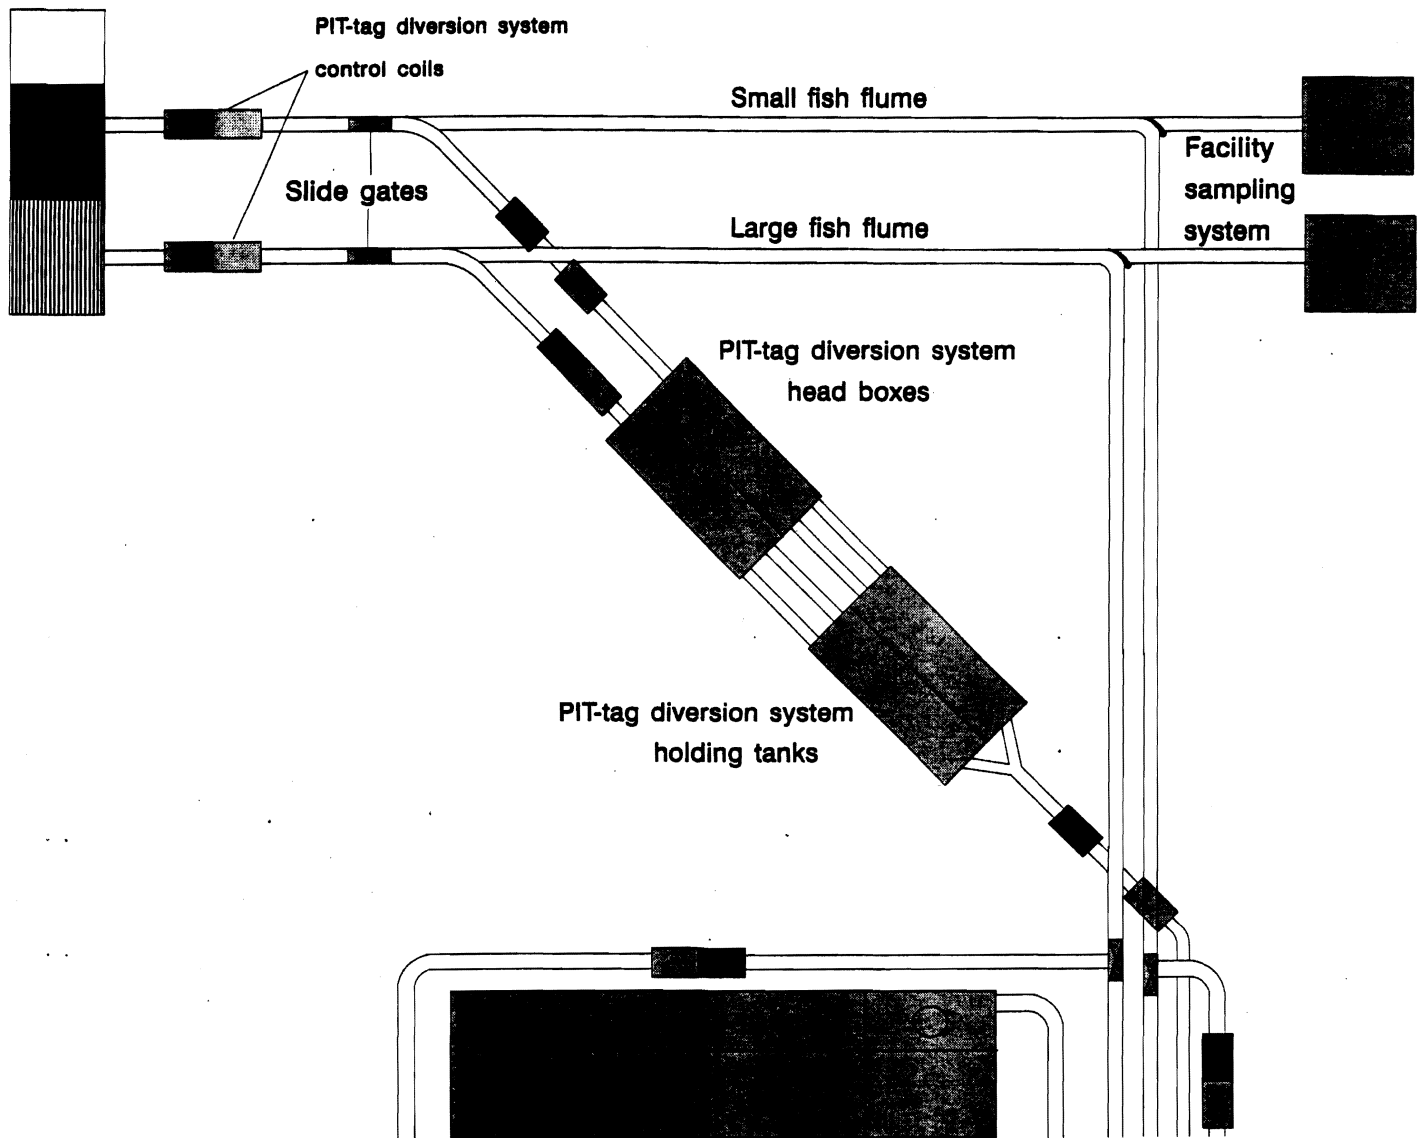 PIT-tag diversion system
control coils
Small fish flume
Facility
sampling
system
Slide gates
Large fish flume
PIT-tag diversion system
head boxes
PIT-tag diversion system
holding tanks